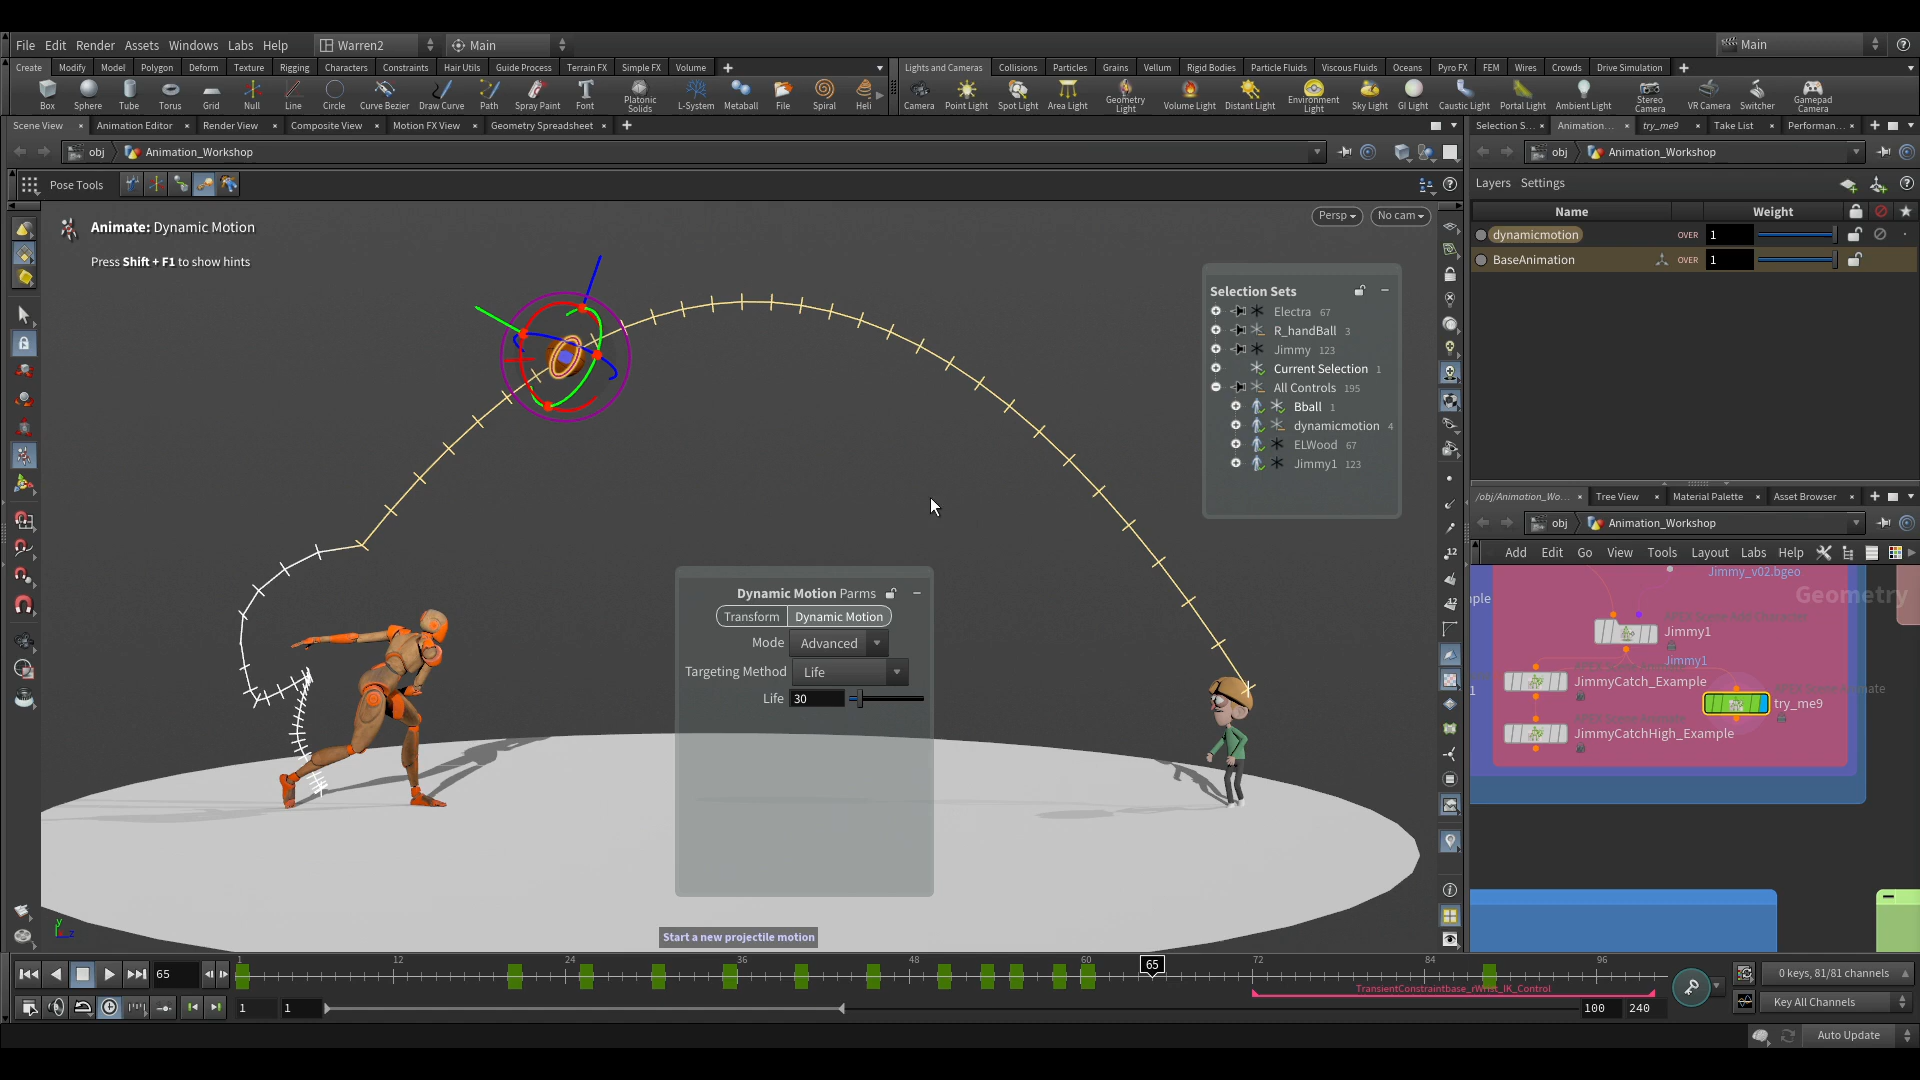 File Edit Render Assets Windows Labs Help Warren2 Main Main
Create Modify Model Polygon Deform Texture Rigging Characters Constraints Hair Utils Guide Process Terrain FX Simple FX Volume
Lights and Cameras Collisions Particles Grains Vellum Rigid Bodies Particle Fluids Viscous Fluids Oceans Pyro FX FEM Wires Crowds Drive Simulation
Box Sphere Tube Torus Grid Null Line Circle Curve Bezier Draw Curve Path Spray Paint Font Platonic Solids L-System Metaball File Spiral Heli
Camera Point Light Spot Light Area Light Geometry Light Volume Light Distant Light Environment Light Sky Light GI Light Caustic Light Portal Light Ambient Light Stereo Camera VR Camera Switcher Gamepad Camera
Scene View Animation Editor Render View Composite View Motion FX View Geometry Spreadsheet
Selection S... Animation... try_me9 Take List Performan...
obj Animation_Workshop
obj Animation_Workshop
Pose Tools
Layers Settings
Animate: Dynamic Motion
Press Shift + F1 to show hints
Persp No cam
Name Weight
dynamicmotion OVER 1
BaseAnimation OVER 1
Selection Sets
Electra 67
R_handBall 3
Jimmy 123
Current Selection 1
All Controls 195
Bball 1
dynamicmotion 4
ELWood 67
Jimmy1 123
Dynamic Motion Parms
Transform Dynamic Motion
Mode Advanced
Targeting Method Life
Life 30
Start a new projectile motion
/obj/Animation_Wo... Tree View Material Palette Asset Browser
obj Animation_Workshop
Add Edit Go View Tools Layout Labs Help
Jimmy_v02.bgeo
Geometry
mple
APEX Scene Add Character
Jimmy1
Jimmy1
JimmyCatch_Example
try_me9
JimmyCatchHigh_Example
1
12
12
y
z
65
1 12 24 36 48 60 65 72 84 96
TransientConstraintbase_rWrist_IK_Control
0 keys, 81/81 channels
1 1 100 240
Key All Channels
Auto Update